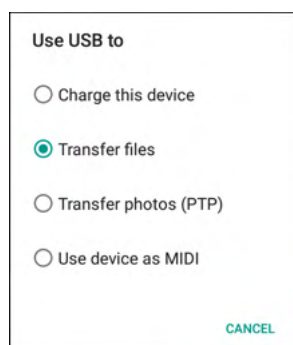 Use USB to
Charge this device
Transfer files
Transfer photos (PTP)
Use device as MIDI
CANCEL